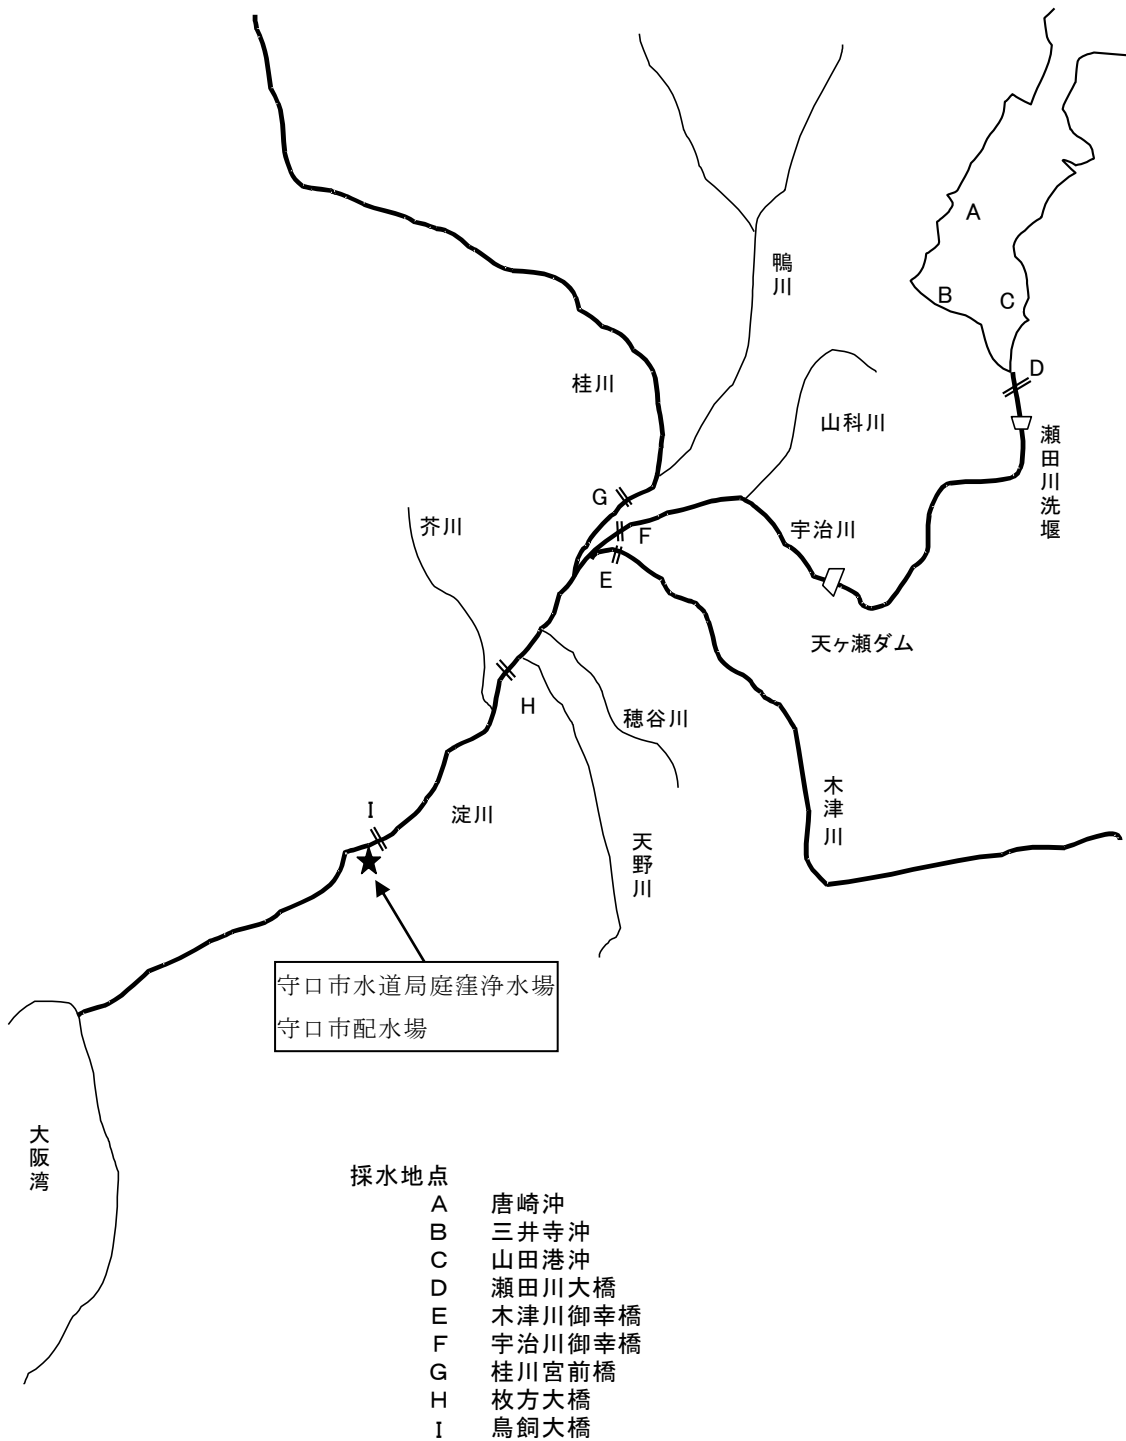 A
鴨川
B
C
D
桂川
山科川
瀬田川洗堰
G
芥川
F
宇治川
E
天ヶ瀬ダム
H
穂谷川
木津川
I
淀川
天野川
守口市水道局庭窪浄水場
守口市配水場
大阪湾
採水地点
A 唐崎沖
B 三井寺沖
C 山田港沖
D 瀬田川大橋
E 木津川御幸橋
F 宇治川御幸橋
G 桂川宮前橋
H 枚方大橋
I 鳥飼大橋